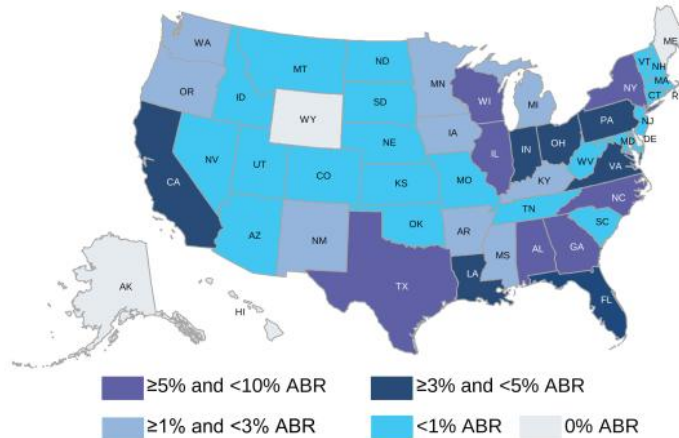 WA
MT
ND
MN
ME
VT
NH
OR
ID
SD
WI
MI
NY
MA
CT
R
WY
IA
PA
NJ
NE
IL
IN
OH
MD
DE
NV
UT
CO
KS
MO
WV
VA
CA
KY
NC
TN
AZ
NM
OK
AR
SC
MS
AL
GA
TX
LA
FL
AK
HI
≥5% and <10% ABR
≥3% and <5% ABR
≥1% and <3% ABR
<1% ABR
0% ABR